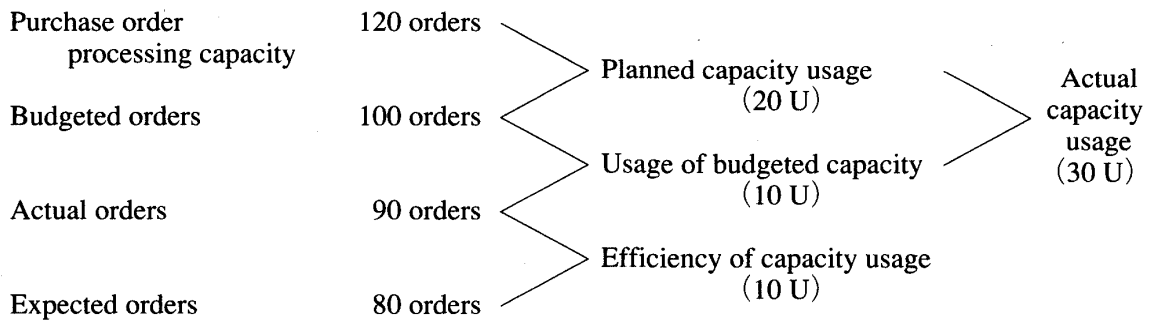 Purchase order
processing capacity
120 orders
Planned capacity usage
(20 U)
Actual
capacity
usage
(30 U)
Budgeted orders
100 orders
Usage of budgeted capacity
(10 U)
Actual orders
90 orders
Efficiency of capacity usage
(10 U)
Expected orders
80 orders